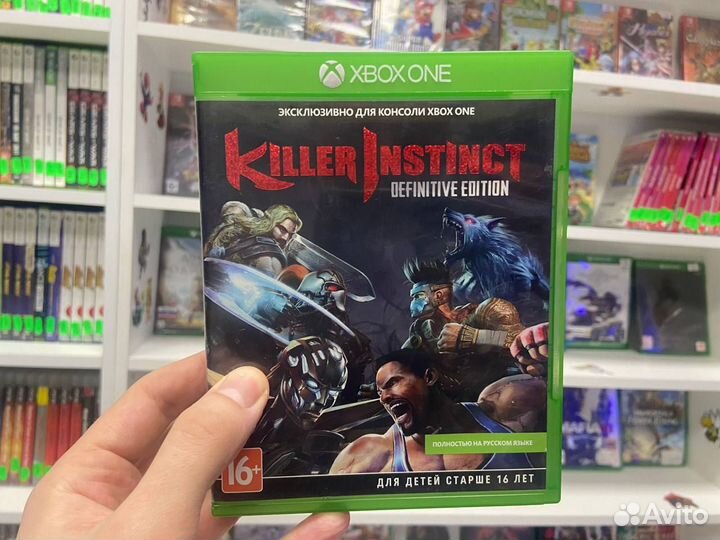 XBOX ONE
ЭКСКЛЮЗИВНО ДЛЯ КОНСОЛИ XBOX ONE
KILLER INSTINCT
DEFINITIVE EDITION
ПОЛНОСТЬЮ НА РУССКОМ ЯЗЫКЕ
16+
ДЛЯ ДЕТЕЙ СТАРШЕ 16 ЛЕТ
MAFIA
Avito